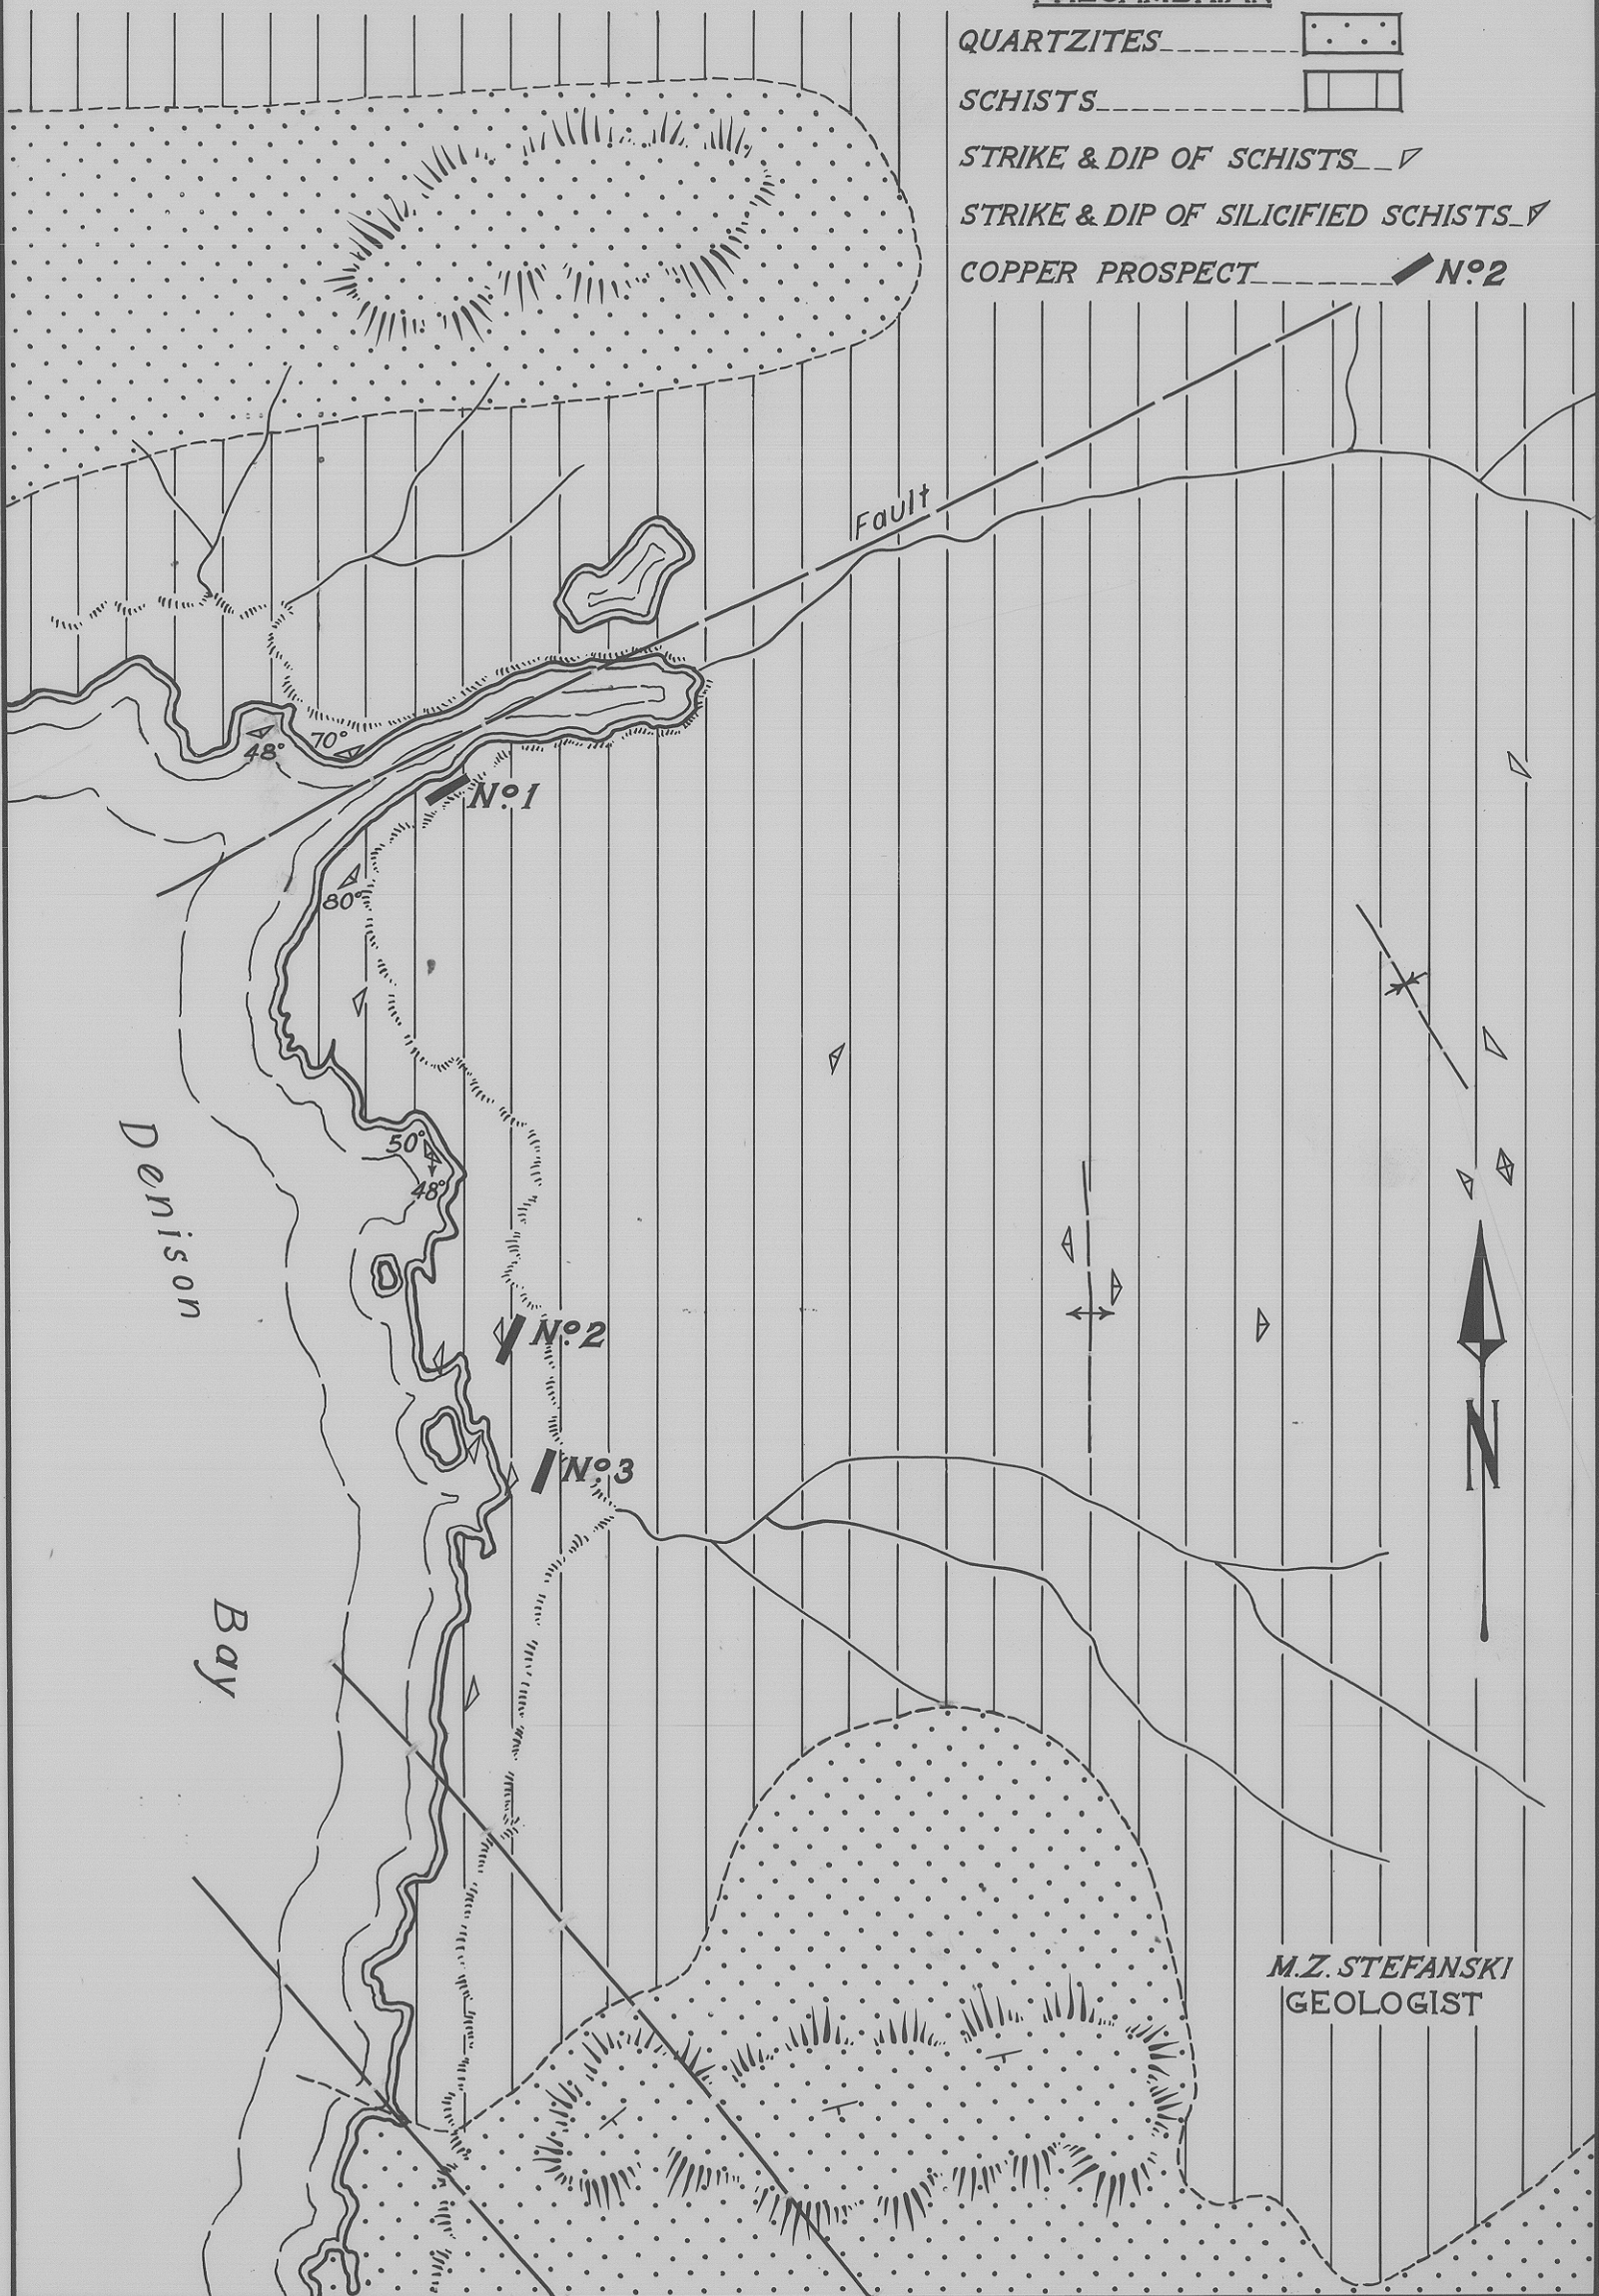 QUARTZITES
SCHISTS
STRIKE & DIP OF SCHISTS
STRIKE & DIP OF SILICIFIED SCHISTS
COPPER PROSPECT Nº2
Fault
48°
70°
Nº1
80°
50°
48°
Denison
Nº2
N
Nº3
Bay
M.Z. STEFANSKI
GEOLOGIST